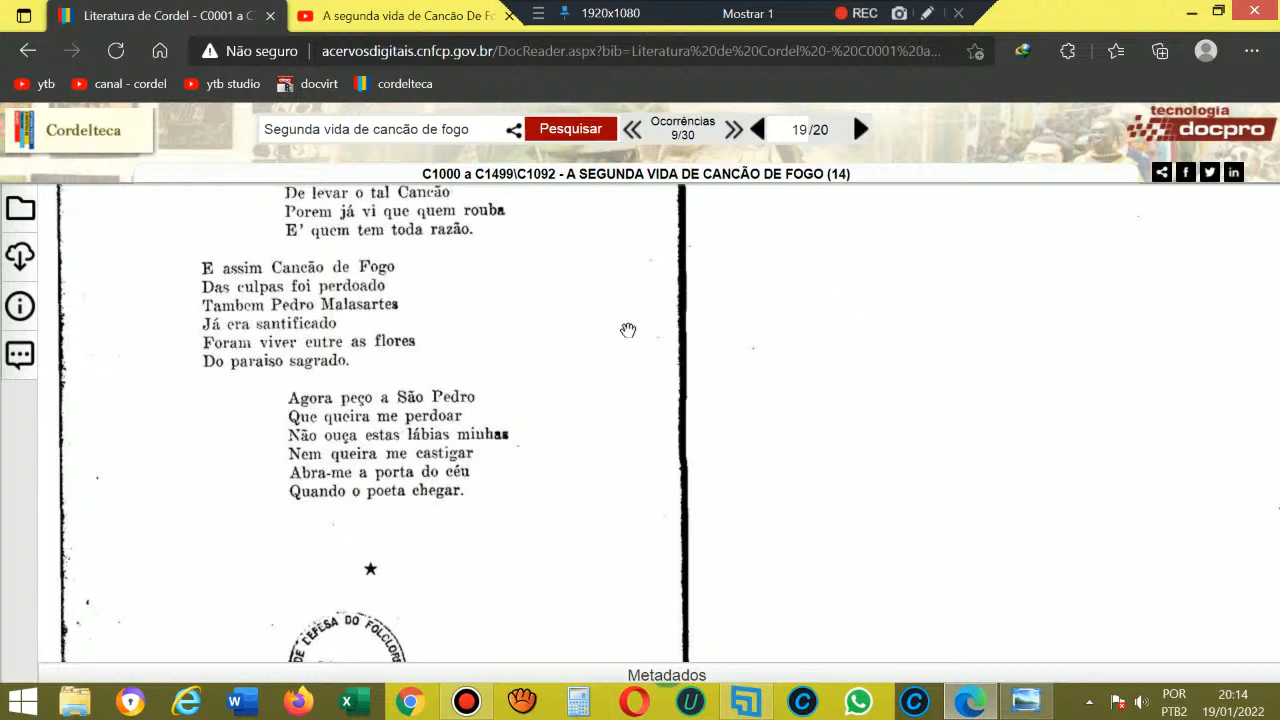 Literatura de Cordel - C0001 a C
A segunda vida de Cancão De Fo
1920x1080
Mostrar 1
REC
Não seguro
acervosdigitais.cnfcp.gov.br/DocReader.aspx?bib=Literatura%20de%20Cordel%20-%20C0001%20a...
ytb
canal - cordel
ytb studio
docvirt
cordelteca
Cordelteca
Segunda vida de cancão de fogo
Pesquisar
Ocorrências
9/30
19/20
tecnologia
docpro
C1000 a C1499\C1092 - A SEGUNDA VIDA DE CANCÃO DE FOGO (14)
De levar o tal Cancão
Porem já vi que quem rouba
E' quem tem toda razão.
E assim Cancão de Fogo
Das culpas foi perdoado
Tambem Pedro Malasartes
Já era santificado
Foram viver entre as flores
Do paraiso sagrado.
Agora peço a São Pedro
Que queira me perdoar
Não ouça estas lábias minhas
Nem queira me castigar
Abra-me a porta do céu
Quando o poeta chegar.
DE DEFESA DO FOLCLORE
Metadados
POR
PTB2
20:14
19/01/2022